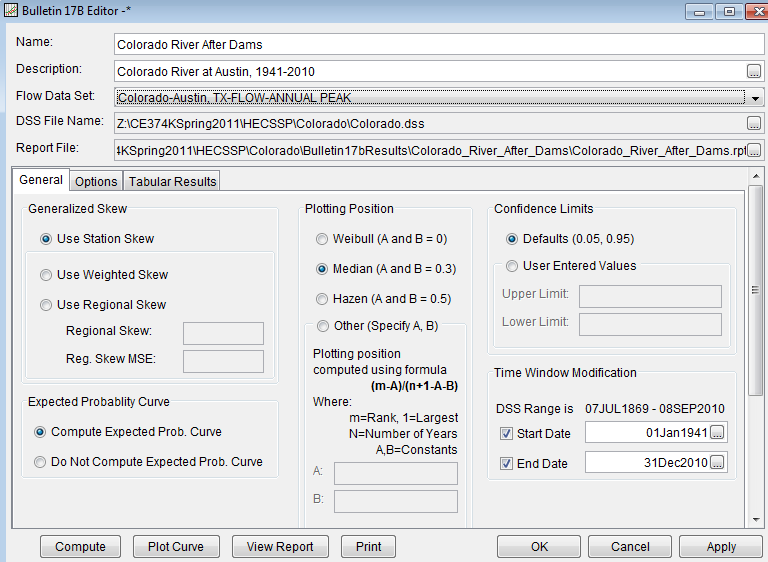 Bulletin 17B Editor -*
Name:
Colorado River After Dams
Description:
Colorado River at Austin, 1941-2010
...
Flow Data Set:
Colorado-Austin, TX-FLOW-ANNUAL PEAK
DSS File Name:
Z:\CE374KSpring2011\HECSSP\Colorado\Colorado.dss
...
Report File:
4KSpring2011\HECSSP\Colorado\Bulletin17bResults\Colorado_River_After_Dams\Colorado_River_After_Dams.rpt
...
General
Options
Tabular Results
Generalized Skew
Use Station Skew
Use Weighted Skew
Use Regional Skew
Regional Skew:
Reg. Skew MSE:
Expected Probablity Curve
Compute Expected Prob. Curve
Do Not Compute Expected Prob. Curve
Plotting Position
Weibull (A and B = 0)
Median (A and B = 0.3)
Hazen (A and B = 0.5)
Other (Specify A, B)
Plotting position
computed using formula
(m-A)/(n+1-A-B)
Where:
m=Rank, 1=Largest
N=Number of Years
A,B=Constants
A:
B:
Confidence Limits
Defaults (0.05, 0.95)
User Entered Values
Upper Limit:
Lower Limit:
Time Window Modification
DSS Range is 07JUL1869 - 08SEP2010
Start Date
01Jan1941
...
End Date
31Dec2010
...
Compute
Plot Curve
View Report
Print
OK
Cancel
Apply